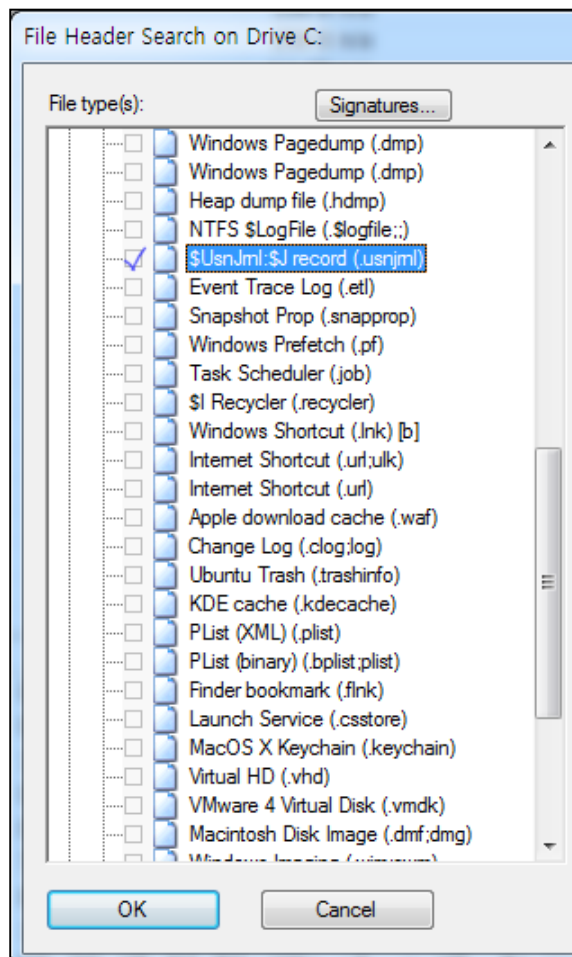 File Header Search on Drive C:
File type(s):
Signatures...
Windows Pagedump (.dmp)
Windows Pagedump (.dmp)
Heap dump file (.hdmp)
NTFS $LogFile (.$logfile;;)
$UsnJrnl:$J record (.usnjrnl)
Event Trace Log (.etl)
Snapshot Prop (.snapprop)
Windows Prefetch (.pf)
Task Scheduler (.job)
$I Recycler (.recycler)
Windows Shortcut (.lnk) [b]
Internet Shortcut (.url;ulk)
Internet Shortcut (.url)
Apple download cache (.waf)
Change Log (.clog;log)
Ubuntu Trash (.trashinfo)
KDE cache (.kdecache)
PList (XML) (.plist)
PList (binary) (.bplist;plist)
Finder bookmark (.flnk)
Launch Service (.csstore)
MacOS X Keychain (.keychain)
Virtual HD (.vhd)
VMware 4 Virtual Disk (.vmdk)
Macintosh Disk Image (.dmf;dmg)
OK
Cancel